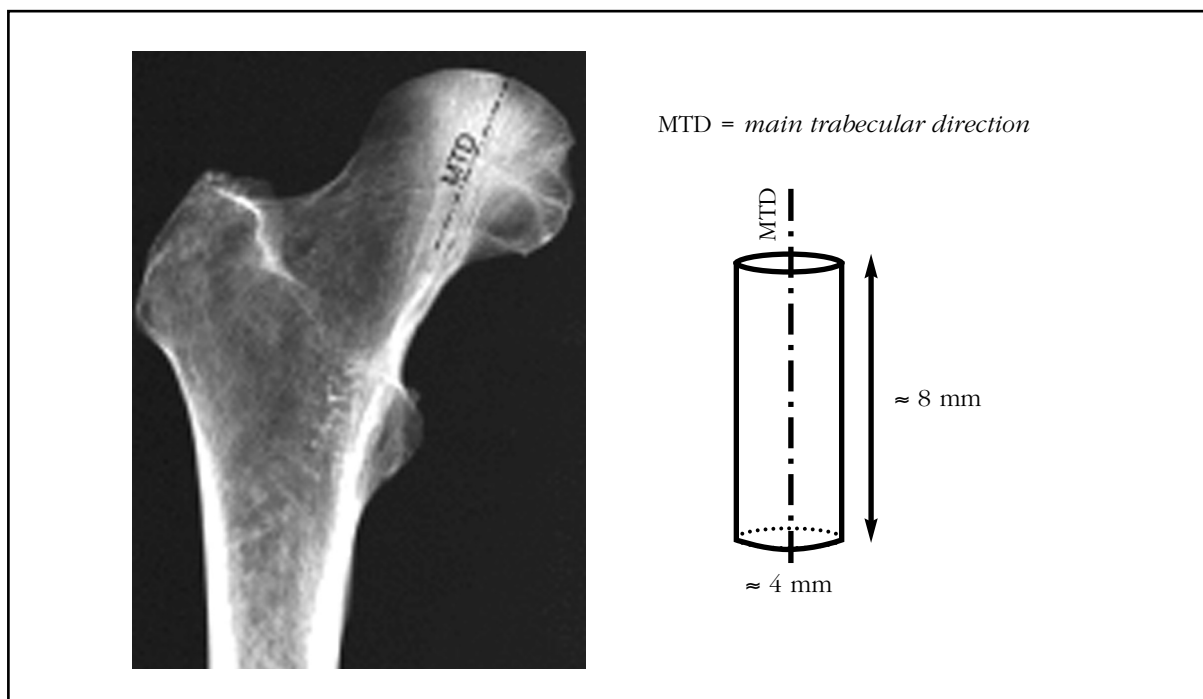 MTD
MTD = main trabecular direction
MTD
≈ 8 mm
≈ 4 mm